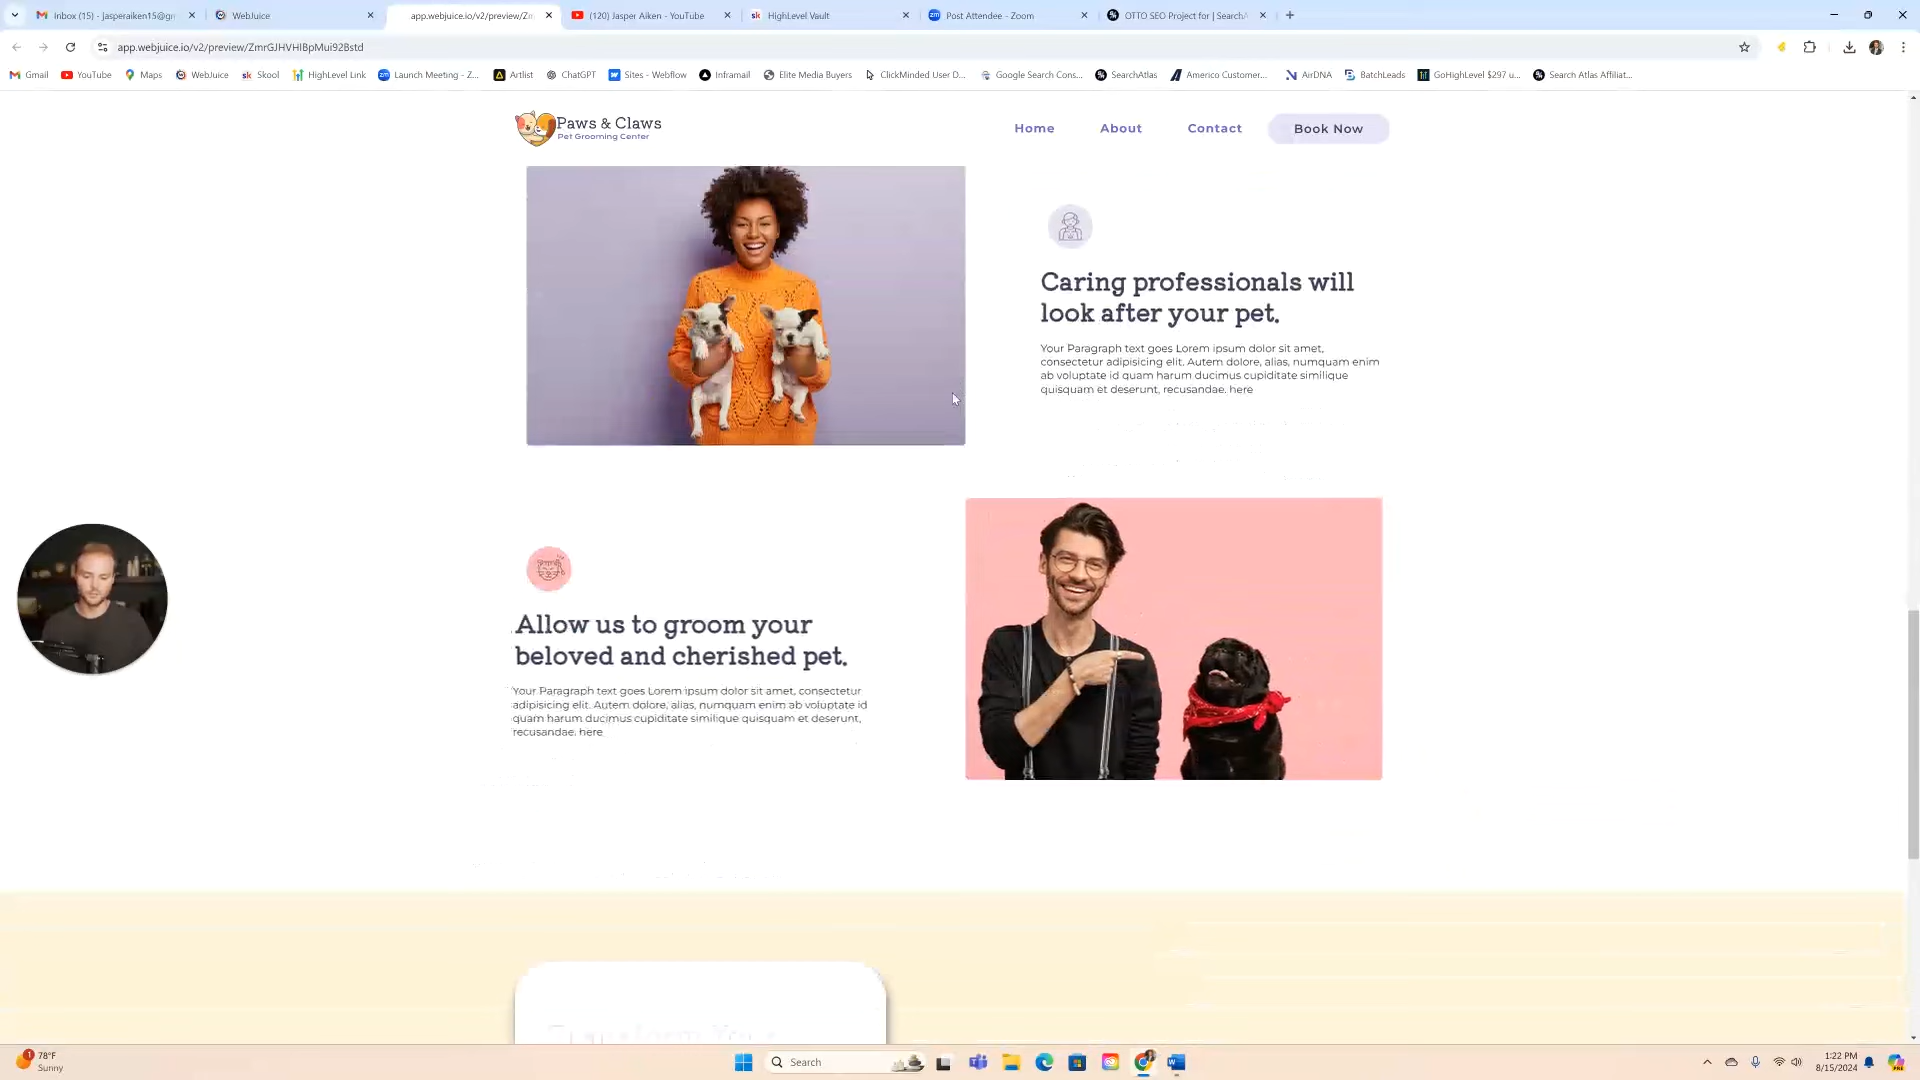 Inbox (15) - Jasperaiken15@gm
WebJuice
app.webjuice.io/v2/preview/Zm
(120) Jasper Aiken - YouTube
HighLevel Vault
Post Attendee - Zoom
OTTO SEO Project for | SearchA
app.webjuice.io/v2/preview/ZmrGJHVHIBpMui92Bstd
Gmail
YouTube
Maps
WebJuice
Skool
HighLevel Link
Launch Meeting - Z...
Artlist
ChatGPT
Sites - Webflow
Inframail
Elite Media Buyers
ClickMinded User D...
Google Search Cons...
SearchAtlas
Americo Customer...
AirDNA
BatchLeads
GoHighLevel $297 u...
Search Atlas Affiliat...
Paws & Claws
Pet Grooming Center
Home
About
Contact
Book Now
Caring professionals will
look after your pet.
Your Paragraph text goes Lorem ipsum dolor sit amet,
consectetur adipisicing elit. Autem dolore, alias, numquam enim
ab voluptate id quam harum ducimus cupiditate similique
quisquam et deserunt, recusandae. here
Allow us to groom your
beloved and cherished pet.
Your Paragraph text goes Lorem ipsum dolor sit amet, consectetur
adipisicing elit. Autem dolore, alias, numquam enim ab voluptate id
quam harum ducimus cupiditate similique quisquam et deserunt,
recusandae. here
78°F
Sunny
Search
1:22 PM
8/15/2024